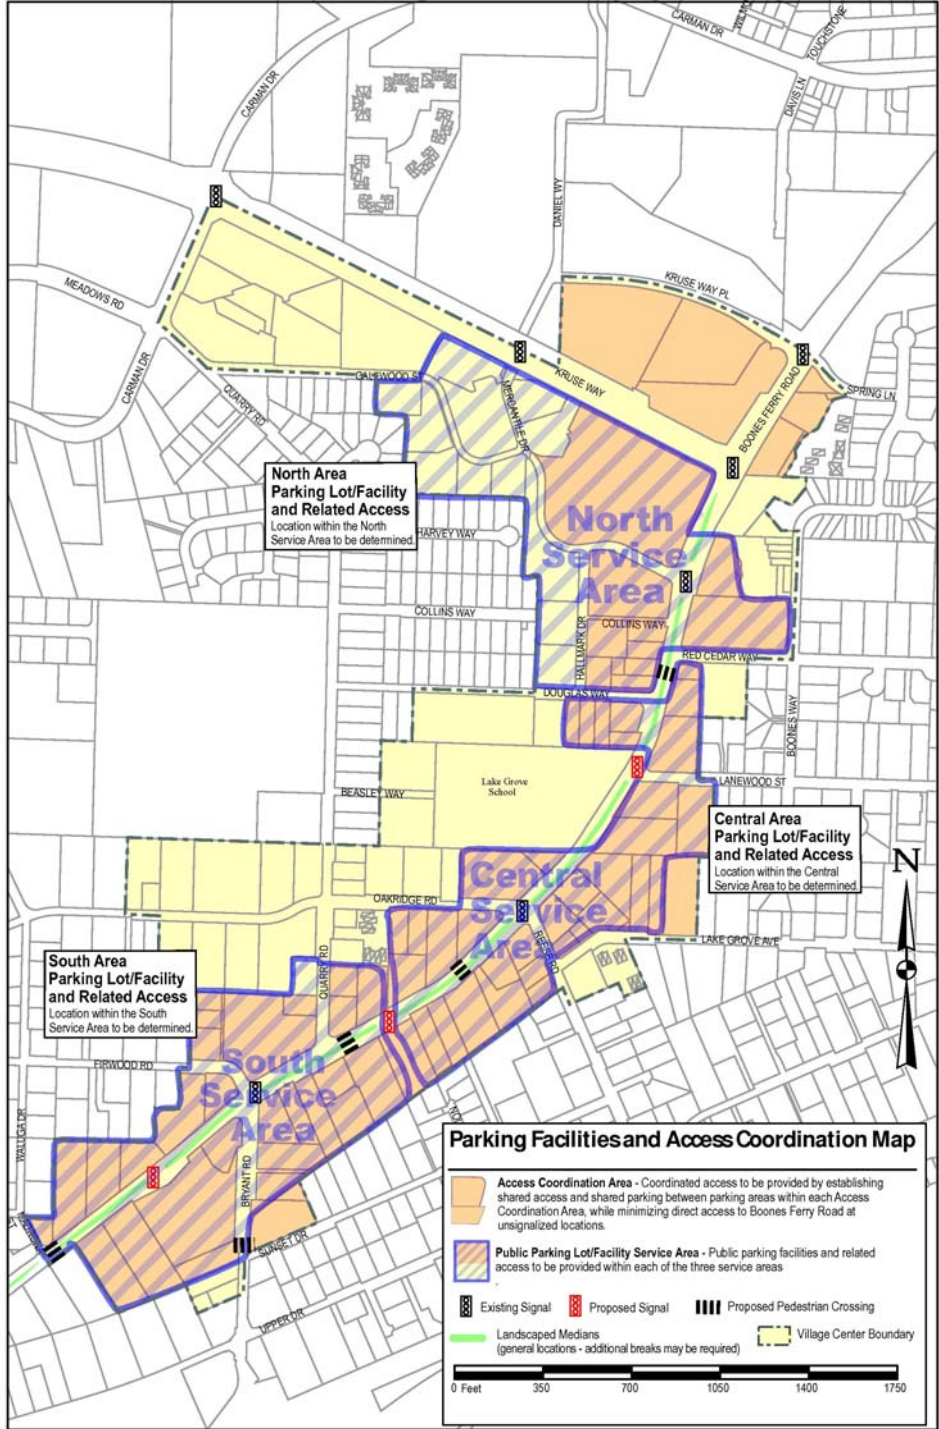 CARMAN DR
TOUCHSTONE
CARMAN DR
DAVIS LN
DANIEL WY
KRUSE WAY PL
MEADOWS RD
CARMAN DR
GALEWOOD ST
QUARRY RD
MERCANTILE DR
KRUSE WAY
BOONES FERRY ROAD
SPRING LN
North Area
Parking Lot/Facility
and Related Access
Location within the North
Service Area to be determined.
HARVEY WAY
North
Service
Area
COLLINS WAY
COLLINS WAY
HALLMARK DR
RED CEDAR WAY
DOUGLAS WAY
BOONES WAY
Lake Grove
School
LANEWOOD ST
BEASLEY WAY
Central Area
Parking Lot/Facility
and Related Access
Location within the Central
Service Area to be determined.
N
Central
Service
Area
OAKRIDGE RD
REESE RD
LAKE GROVE AVE
South Area
Parking Lot/Facility
and Related Access
Location within the South
Service Area to be determined.
QUARRY RD
FIRWOOD RD
South
Service
Area
WALUGA DR
BRYANT RD
SUNSET DR
UPPER DR
Parking Facilities and Access Coordination Map
Access Coordination Area - Coordinated access to be provided by establishing
shared access and shared parking between parking areas within each Access
Coordination Area, while minimizing direct access to Boones Ferry Road at
unsignalized locations.
Public Parking Lot/Facility Service Area - Public parking facilities and related
access to be provided within each of the three service areas
Existing Signal
Proposed Signal
Proposed Pedestrian Crossing
Landscaped Medians
(general locations - additional breaks may be required)
Village Center Boundary
0 Feet 350 700 1050 1400 1750